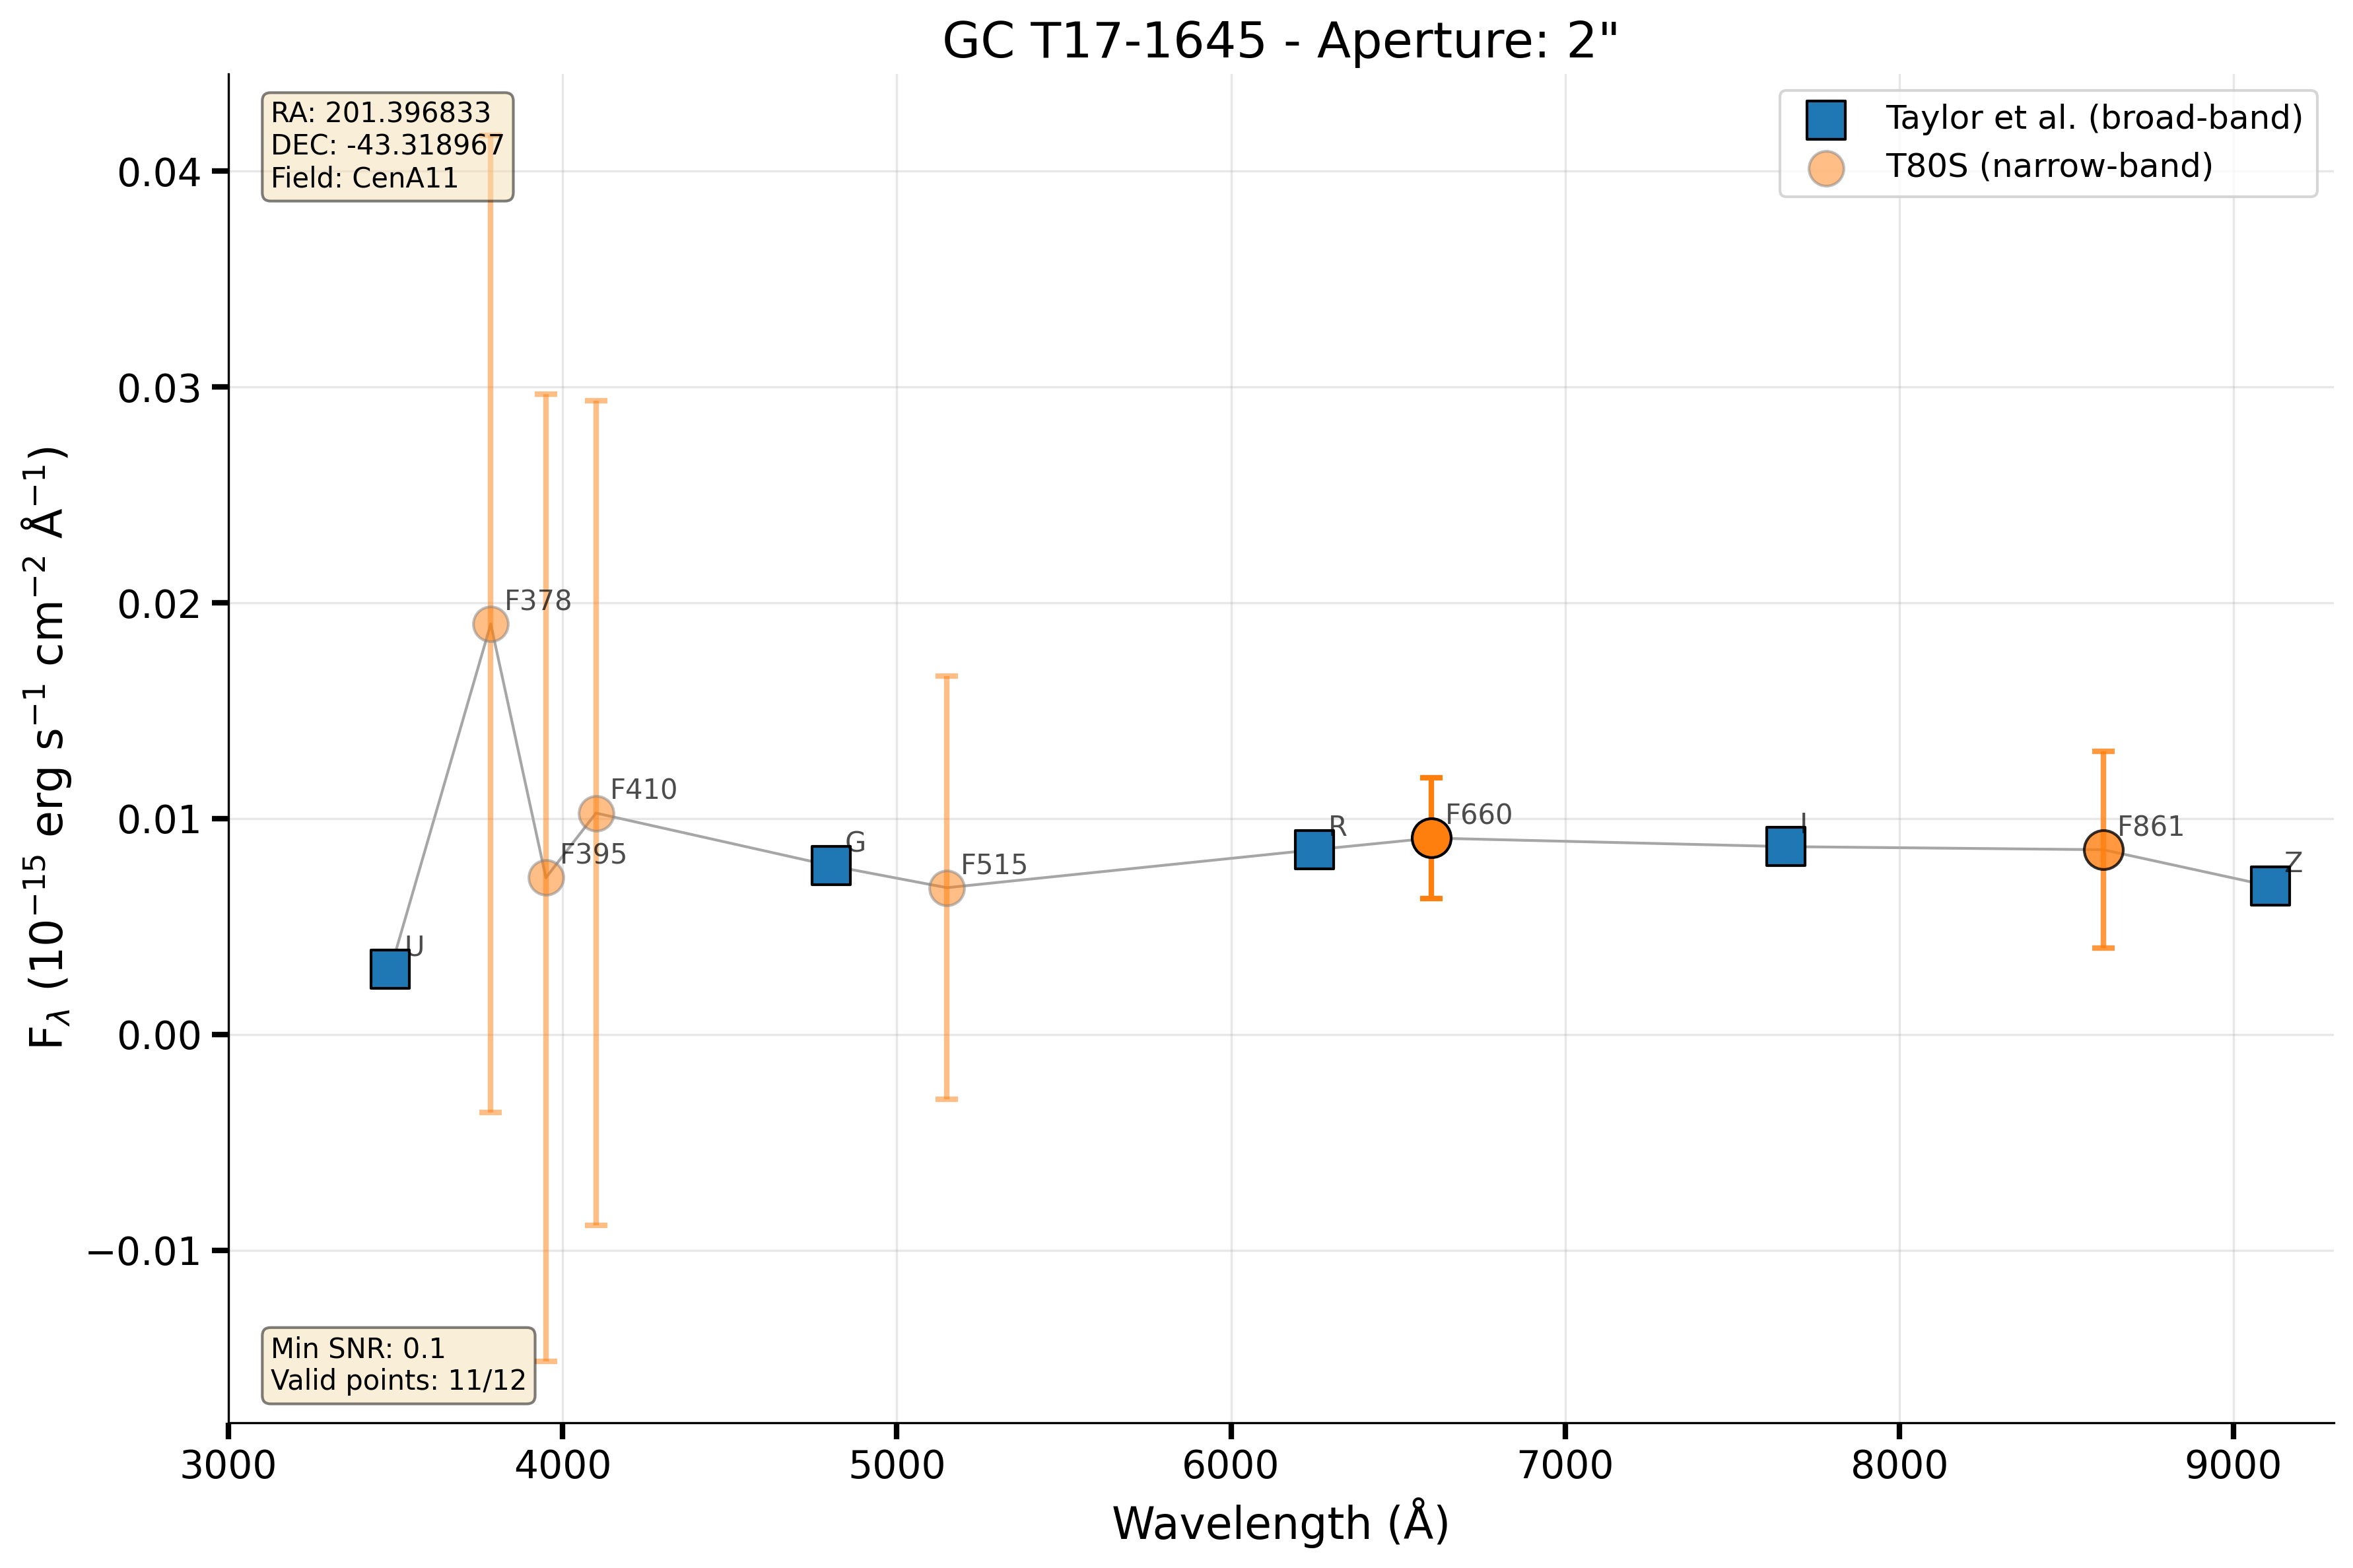 GC T17-1645 - Aperture: 2"
RA: 201.396833
DEC: -43.318967
Field: CenA11
Taylor et al. (broad-band)
T80S (narrow-band)
0.04
0.03
0.02
0.01
0.00
−0.01
F$_λ$ (10⁻¹⁵ erg s⁻¹ cm⁻² Å⁻¹)
U
F378
F395
F410
G
F515
R
F660
I
F861
Z
Min SNR: 0.1
Valid points: 11/12
3000 4000 5000 6000 7000 8000 9000
Wavelength (Å)